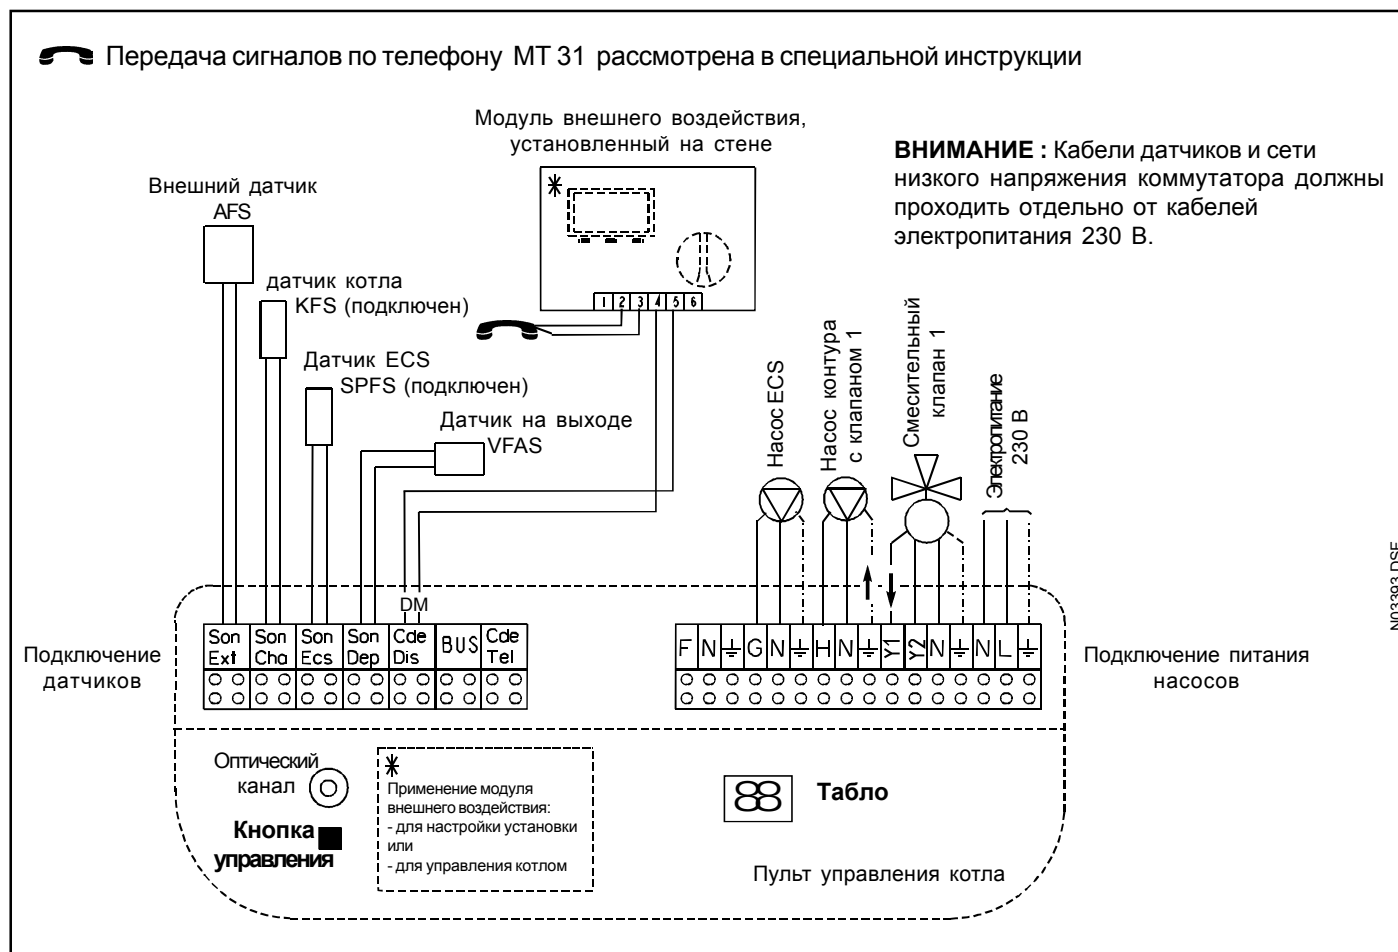 Передача сигналов по телефону МТ 31 рассмотрена в специальной инструкции
Модуль внешнего воздействия,
установленный на стене
ВНИМАНИЕ : Кабели датчиков и сети
низкого напряжения коммутатора должны
проходить отдельно от кабелей
электропитания 230 В.
Внешний датчик
AFS
датчик котла
KFS (подключен)
1 2 3 4 5 6
Датчик ECS
SPFS (подключен)
Датчик на выходе
VFAS
Насос ECS
Насос контура
с клапаном 1
Смесительный
клапан 1
Электропитание
230 В
N03393.DSF
DM
Подключение
датчиков
Son Ext
Son Cha
Son Ecs
Son Dep
Cde Dis
BUS
Cde Tel
F N G N H N Y1 Y2 N N L
Подключение питания
насосов
Оптический
канал
Кнопка
управления
Применение модуля
внешнего воздействия:
- для настройки установки
или
- для управления котлом
88
Табло
Пульт управления котла